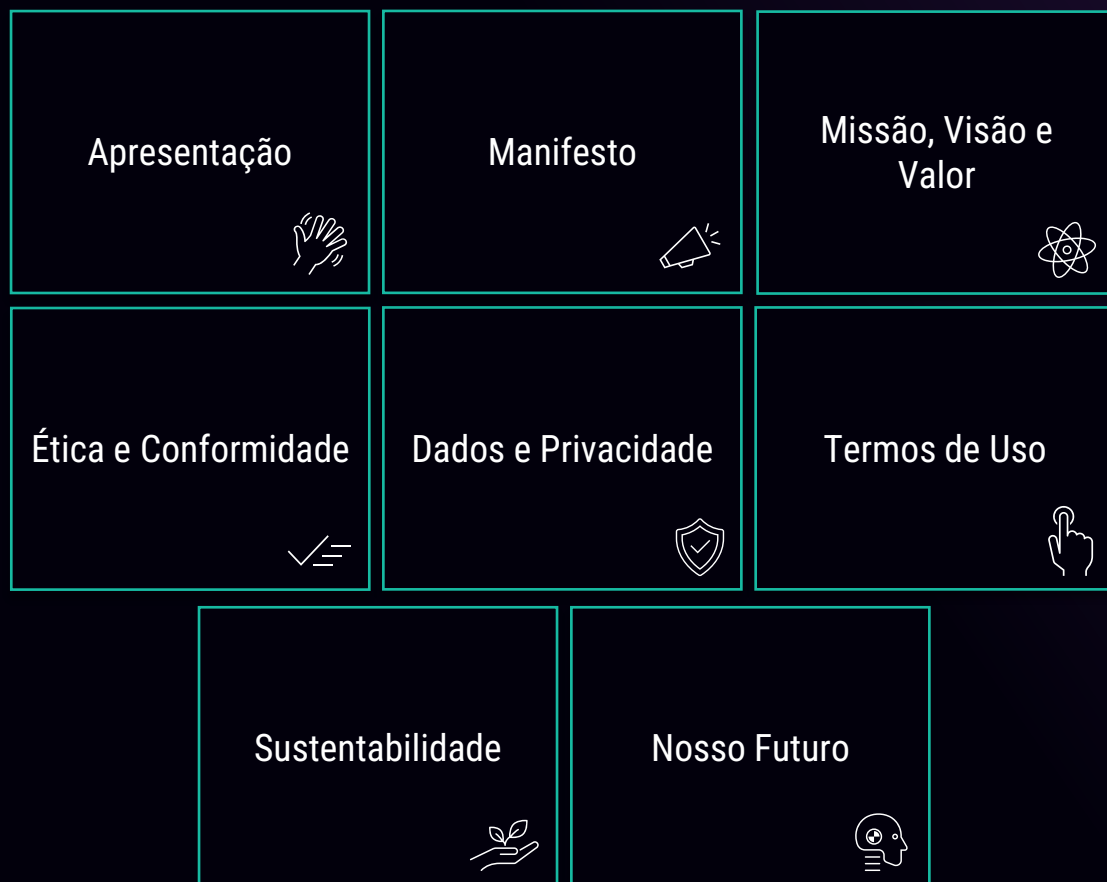 Apresentação
Manifesto
Missão, Visão e
Valor
Ética e Conformidade
Dados e Privacidade
Termos de Uso
Sustentabilidade
Nosso Futuro